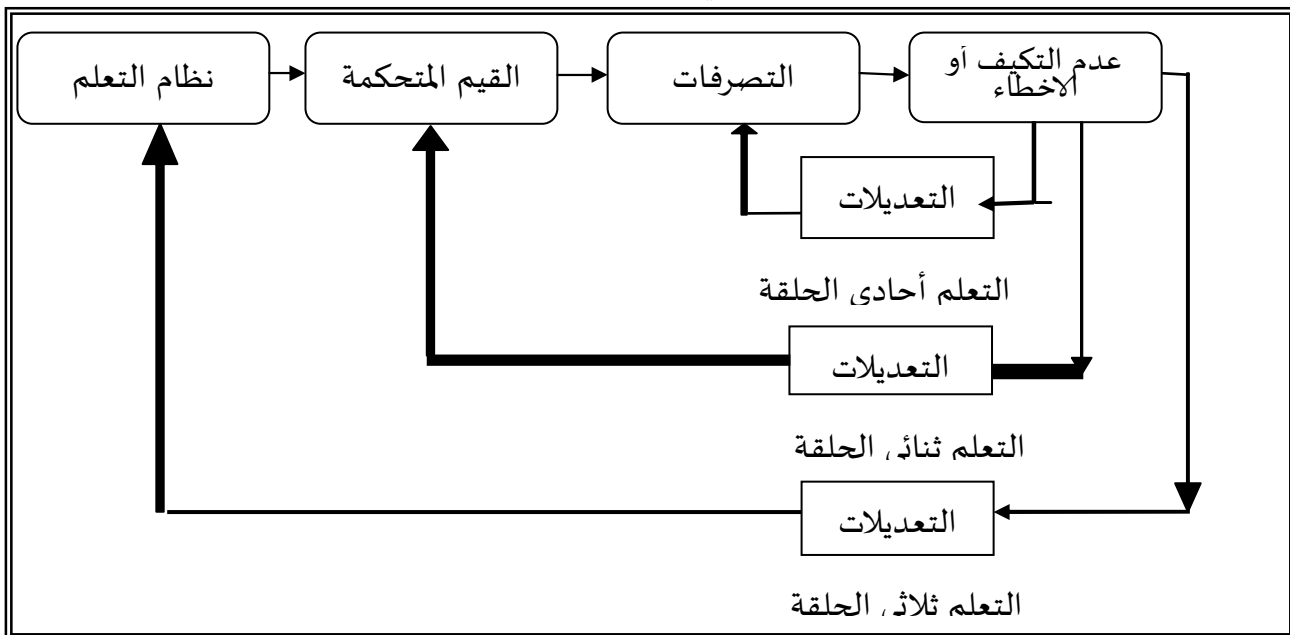 نظام التعلم
القيم المتحكمة
التصرفات
عدم التكيف أو
الاخطاء
التعديلات
التعلم أحادي الحلقة
التعديلات
التعلم ثنائي الحلقة
التعديلات
التعلم ثلاثي الحلقة